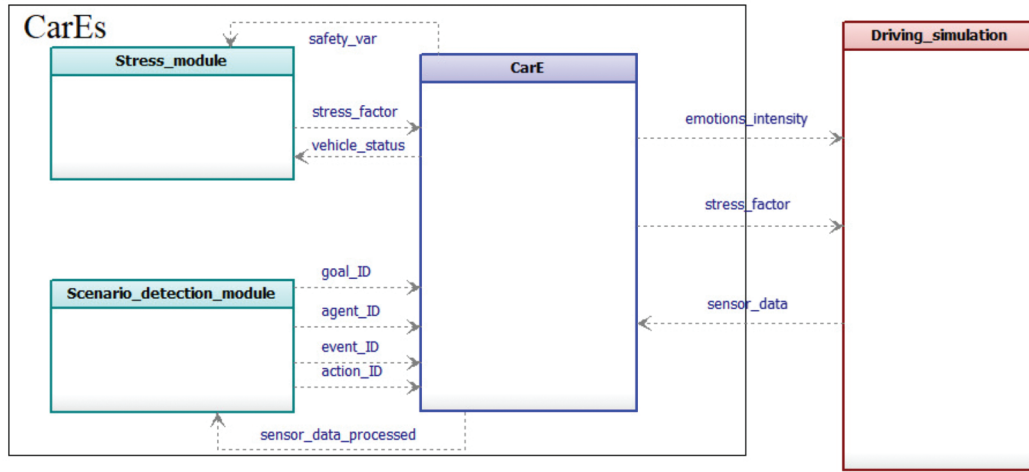 CarEs
safety_var
Stress_module
CarE
Driving_simulation
stress_factor
vehicle_status
emotions_intensity
stress_factor
goal_ID
Scenario_detection_module
agent_ID
sensor_data
event_ID
action_ID
sensor_data_processed